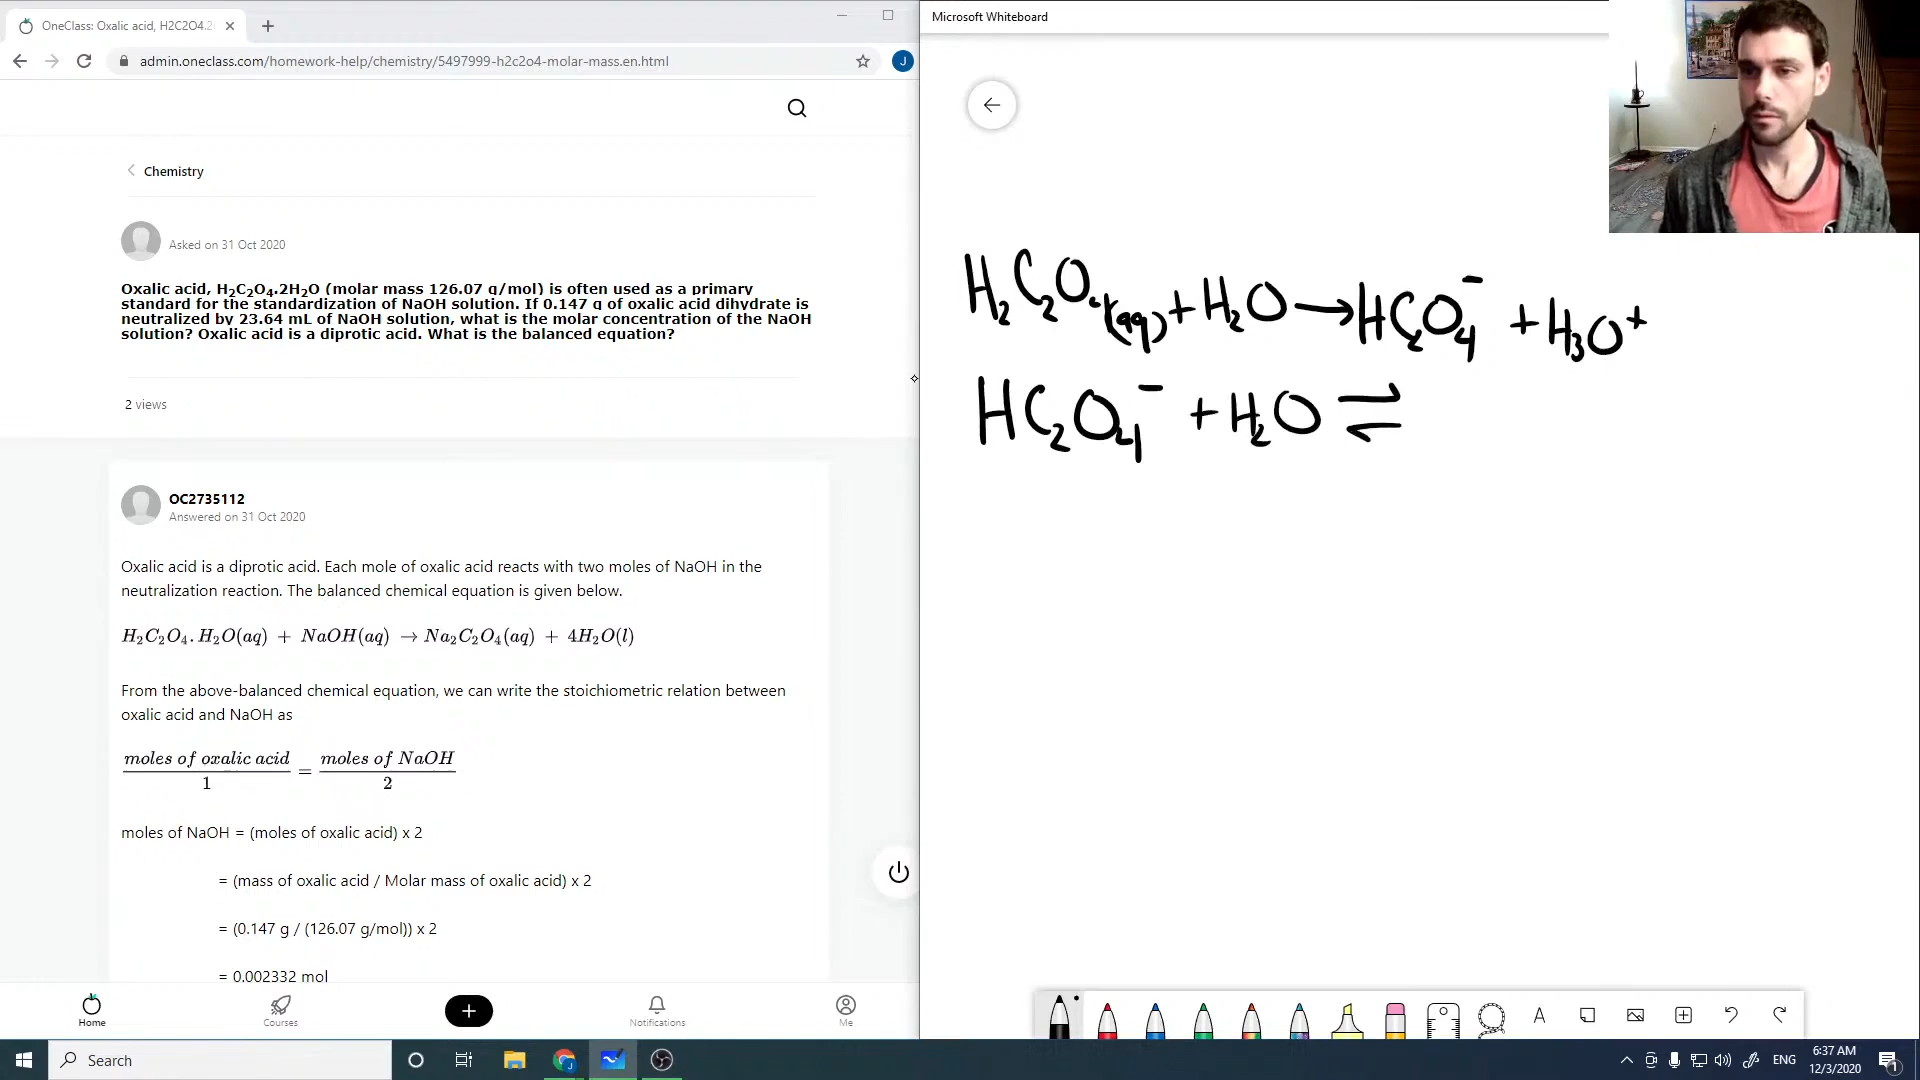 OneClass: Oxalic acid, H2C2O4.2
admin.oneclass.com/homework-help/chemistry/5497999-h2c2o4-molar-mass.en.html
J
Chemistry
Asked on 31 Oct 2020
Oxalic acid, H₂C₂O₄.2H₂O (molar mass 126.07 g/mol) is often used as a primary
standard for the standardization of NaOH solution. If 0.147 g of oxalic acid dihydrate is
neutralized by 23.64 mL of NaOH solution, what is the molar concentration of the NaOH
solution? Oxalic acid is a diprotic acid. What is the balanced equation?
2 views
OC2735112
Answered on 31 Oct 2020
Oxalic acid is a diprotic acid. Each mole of oxalic acid reacts with two moles of NaOH in the
neutralization reaction. The balanced chemical equation is given below.
H₂C₂O₄.H₂O(aq) + NaOH(aq) → Na₂C₂O₄(aq) + 4H₂O(l)
From the above-balanced chemical equation, we can write the stoichiometric relation between
oxalic acid and NaOH as
moles of oxalic acid / 1 = moles of NaOH / 2
moles of NaOH = (moles of oxalic acid) x 2
= (mass of oxalic acid / Molar mass of oxalic acid) x 2
= (0.147 g / (126.07 g/mol)) x 2
= 0.002332 mol
Home
Courses
Notifications
Me
Microsoft Whiteboard
H₂C₂O₄(aq) + H₂O → HC₂O₄⁻ + H₃O⁺
HC₂O₄⁻ + H₂O ⇌
A
Search
ENG
6:37 AM
12/3/2020
1